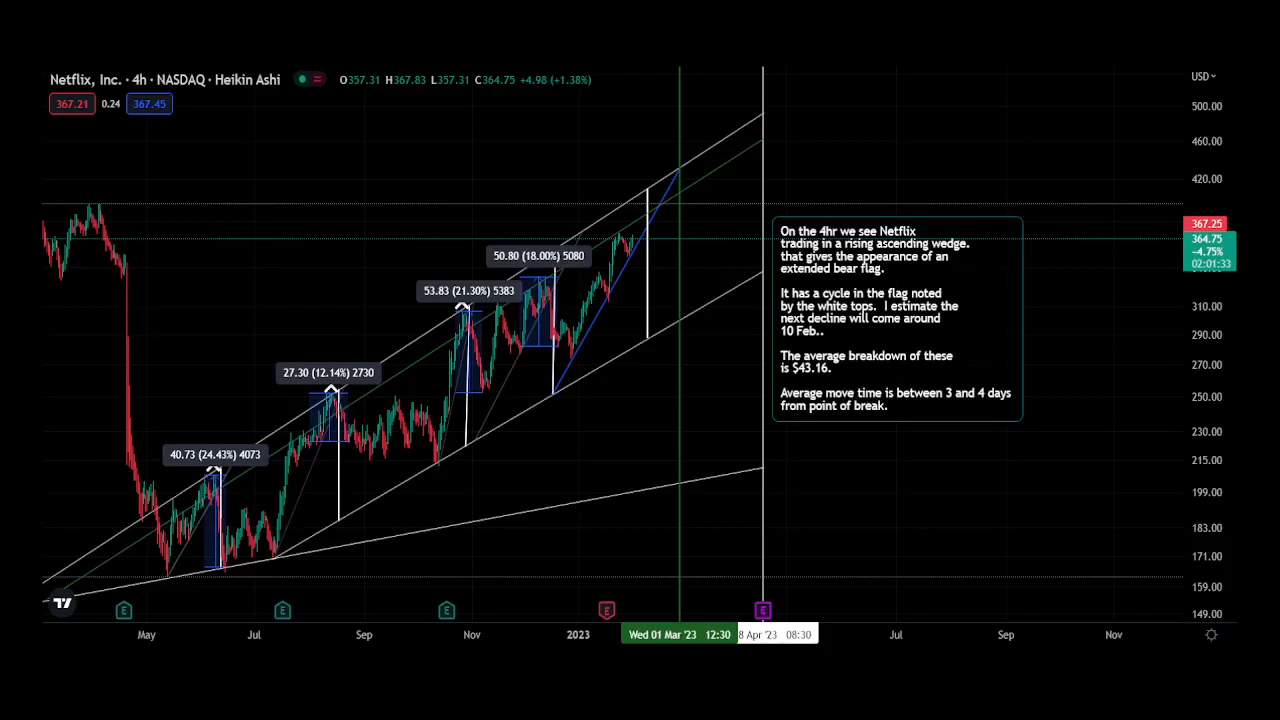 Netflix, Inc. · 4h · NASDAQ · Heikin Ashi O357.31 H367.83 L357.31 C364.75 +4.98 (+1.38%)
367.21 0.24 367.45
USD
500.00
460.00
420.00
367.25
364.75
-4.75%
02:01:33
310.00
290.00
270.00
250.00
230.00
215.00
199.00
183.00
171.00
159.00
149.00
50.80 (18.00%) 5080
53.83 (21.30%) 5383
27.30 (12.14%) 2730
40.73 (24.43%) 4073
On the 4hr we see Netflix
trading in a rising ascending wedge.
that gives the appearance of an
extended bear flag.
It has a cycle in the flag noted
by the white tops. I estimate the
next decline will come around
10 Feb..
The average breakdown of these
is $43.16.
Average move time is between 3 and 4 days
from point of break.
E E E E E
May Jul Sep Nov 2023 Wed 01 Mar '23 12:30 8 Apr '23 08:30 Jul Sep Nov